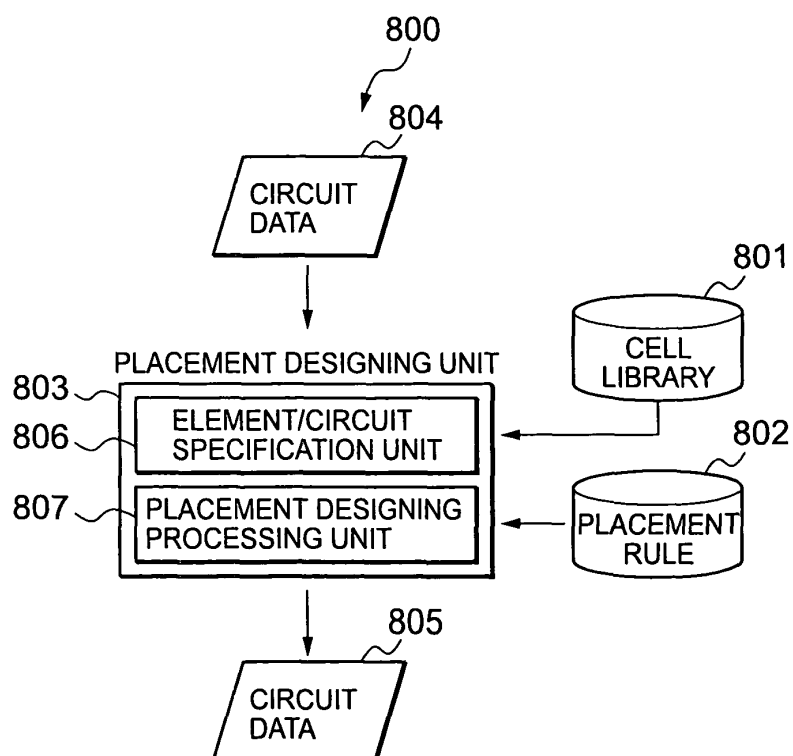 800
804
CIRCUIT
DATA
801
CELL
LIBRARY
PLACEMENT DESIGNING UNIT
803
806
ELEMENT/CIRCUIT
SPECIFICATION UNIT
802
PLACEMENT
RULE
807
PLACEMENT DESIGNING
PROCESSING UNIT
805
CIRCUIT
DATA